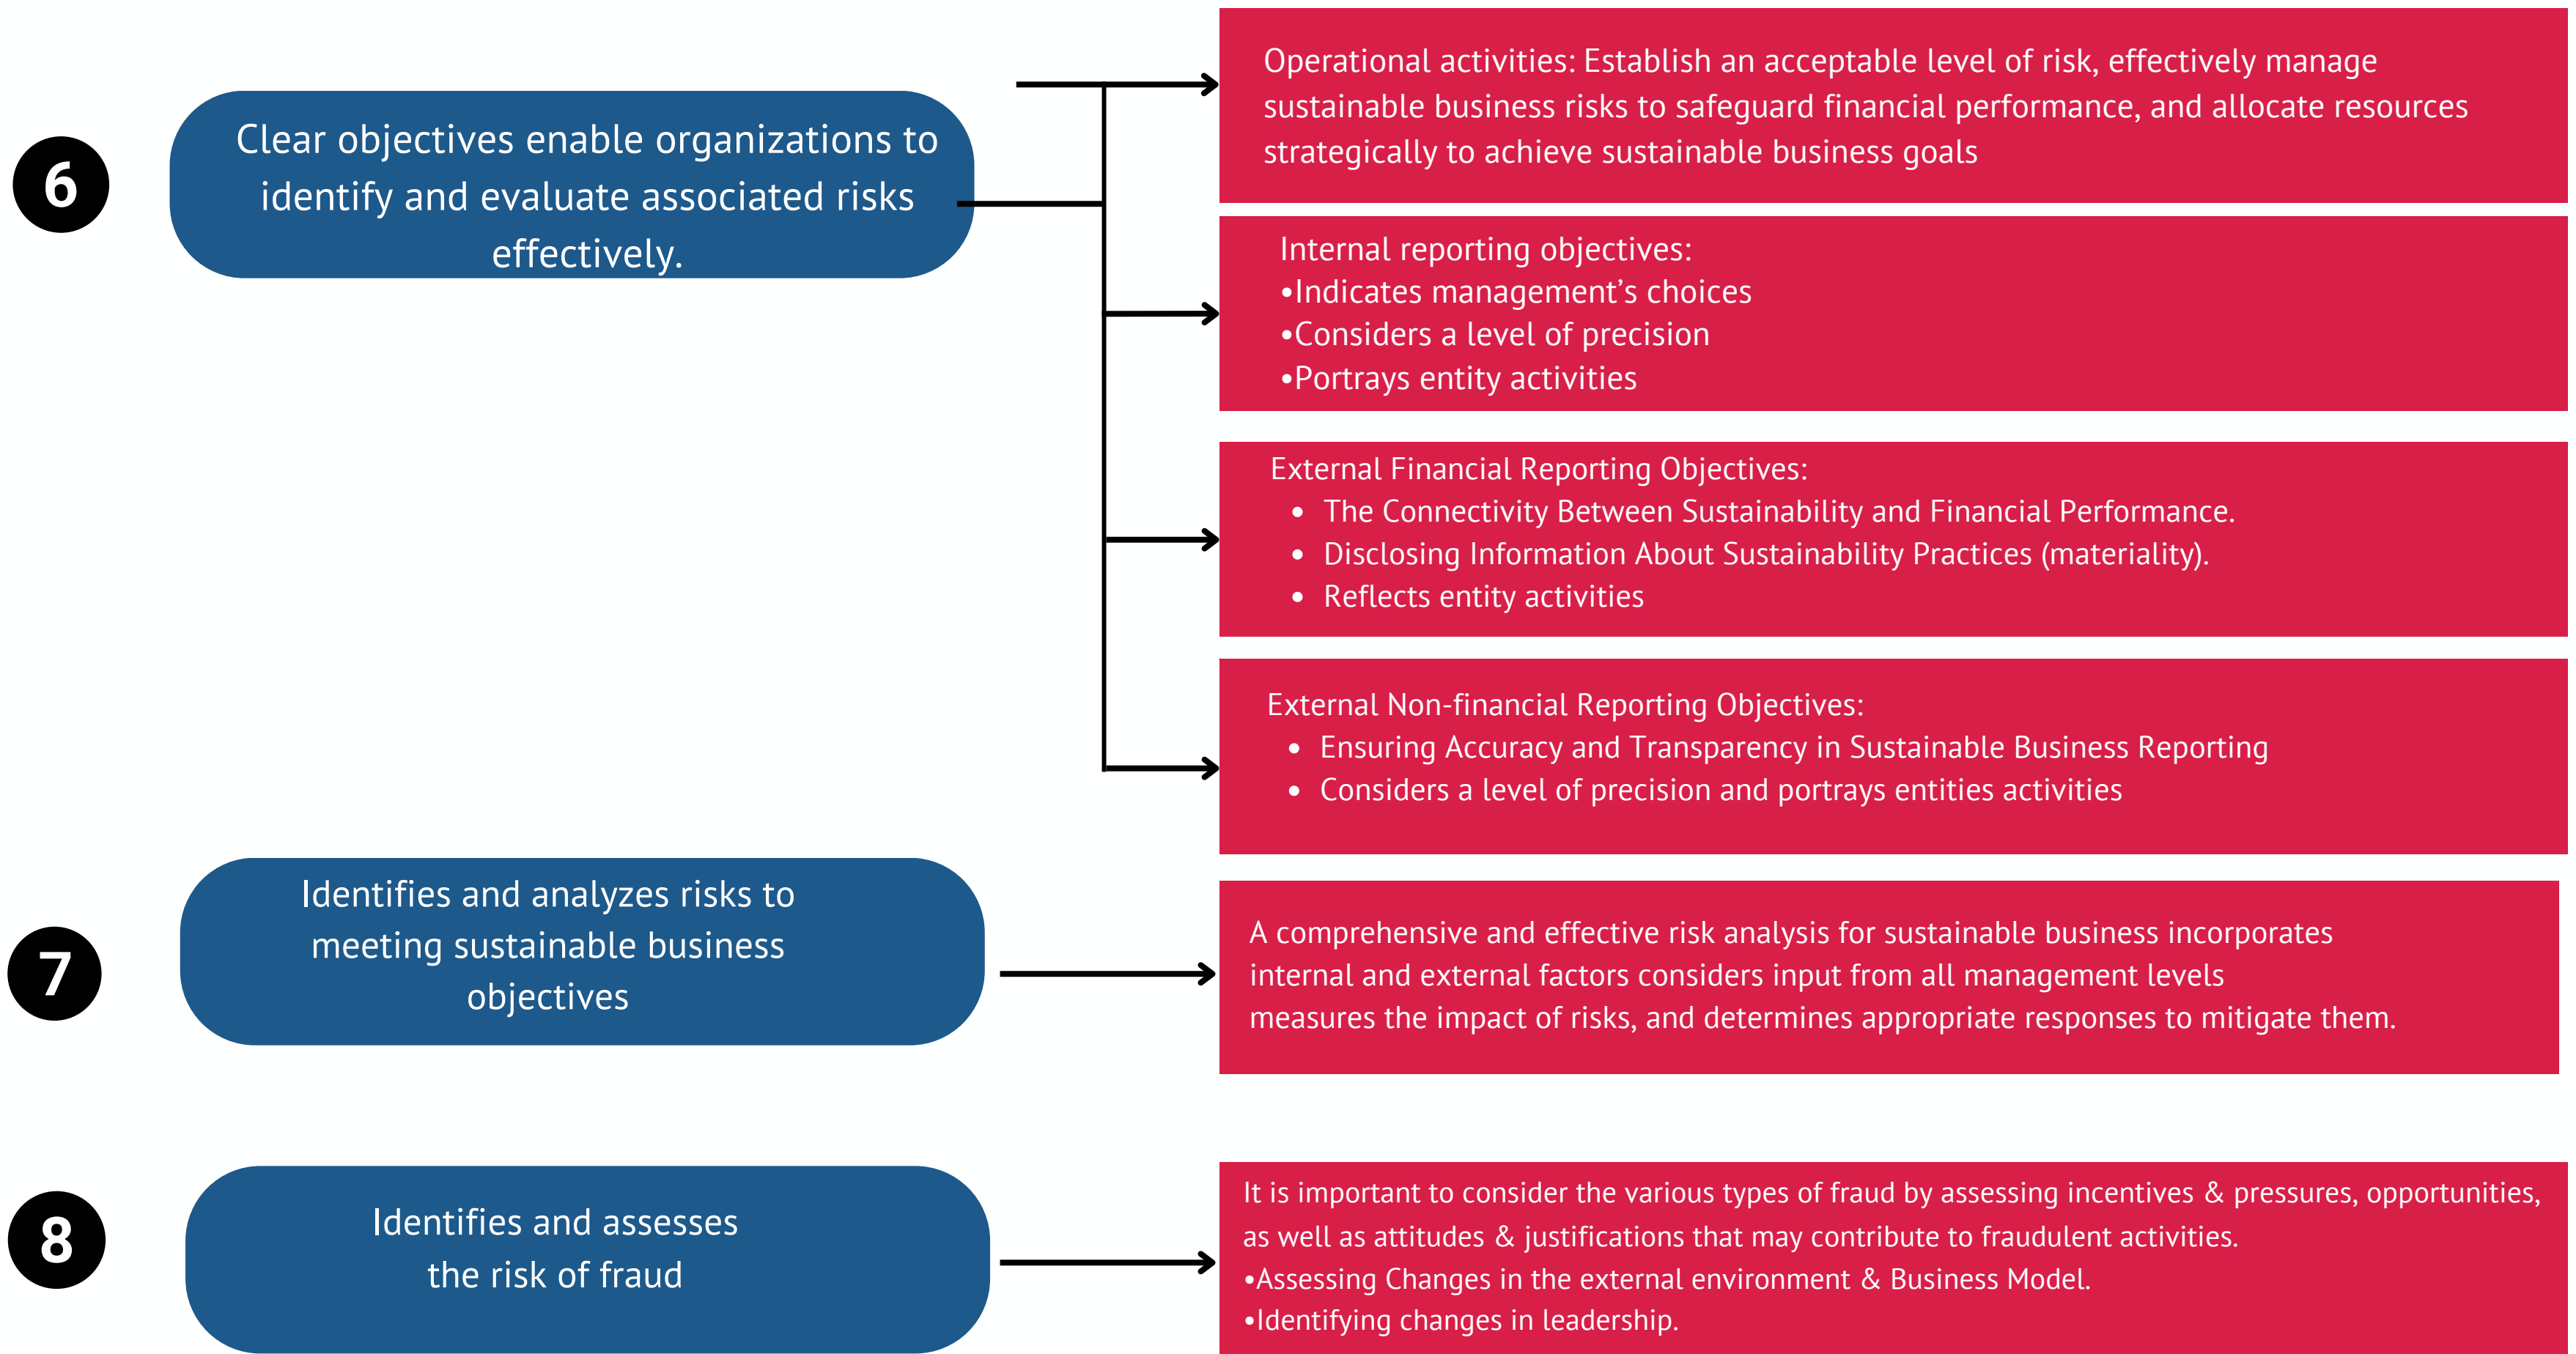 6
Clear objectives enable organizations to
identify and evaluate associated risks
effectively.
Operational activities: Establish an acceptable level of risk, effectively manage
sustainable business risks to safeguard financial performance, and allocate resources
strategically to achieve sustainable business goals
Internal reporting objectives:
•Indicates management’s choices
•Considers a level of precision
•Portrays entity activities
External Financial Reporting Objectives:
• The Connectivity Between Sustainability and Financial Performance.
• Disclosing Information About Sustainability Practices (materiality).
• Reflects entity activities
External Non-financial Reporting Objectives:
• Ensuring Accuracy and Transparency in Sustainable Business Reporting
• Considers a level of precision and portrays entities activities
7
Identifies and analyzes risks to
meeting sustainable business
objectives
A comprehensive and effective risk analysis for sustainable business incorporates
internal and external factors considers input from all management levels
measures the impact of risks, and determines appropriate responses to mitigate them.
8
Identifies and assesses
the risk of fraud
It is important to consider the various types of fraud by assessing incentives & pressures, opportunities,
as well as attitudes & justifications that may contribute to fraudulent activities.
•Assessing Changes in the external environment & Business Model.
•Identifying changes in leadership.